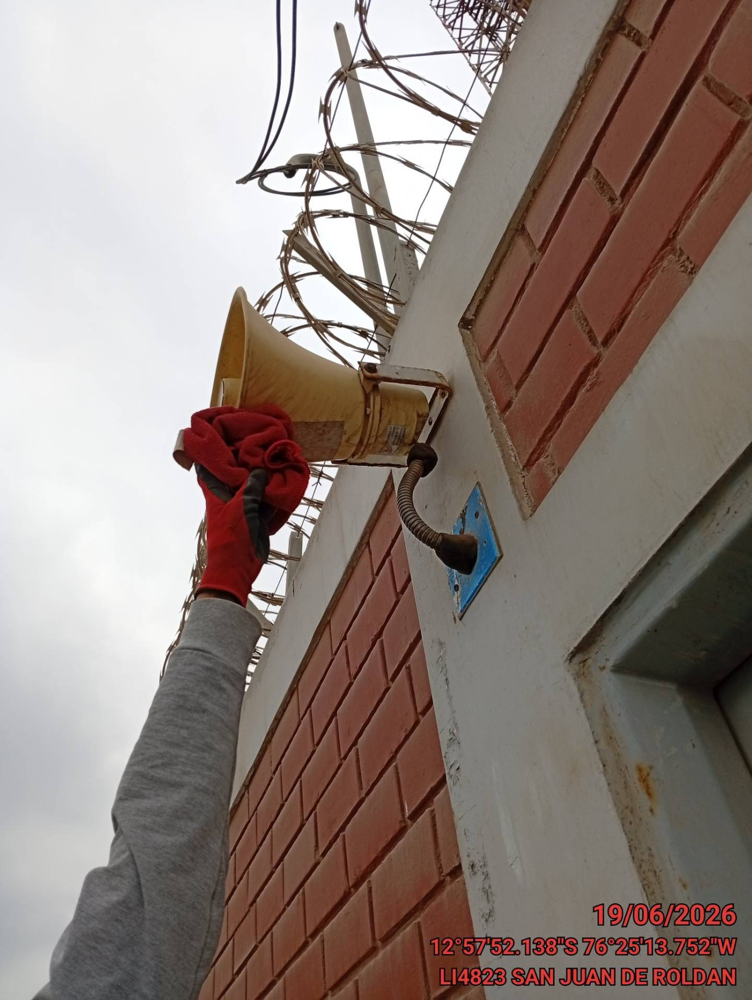 19/06/2026
12°57'52.138"S 76°25'13.752"W
LI4823 SAN JUAN DE ROLDAN